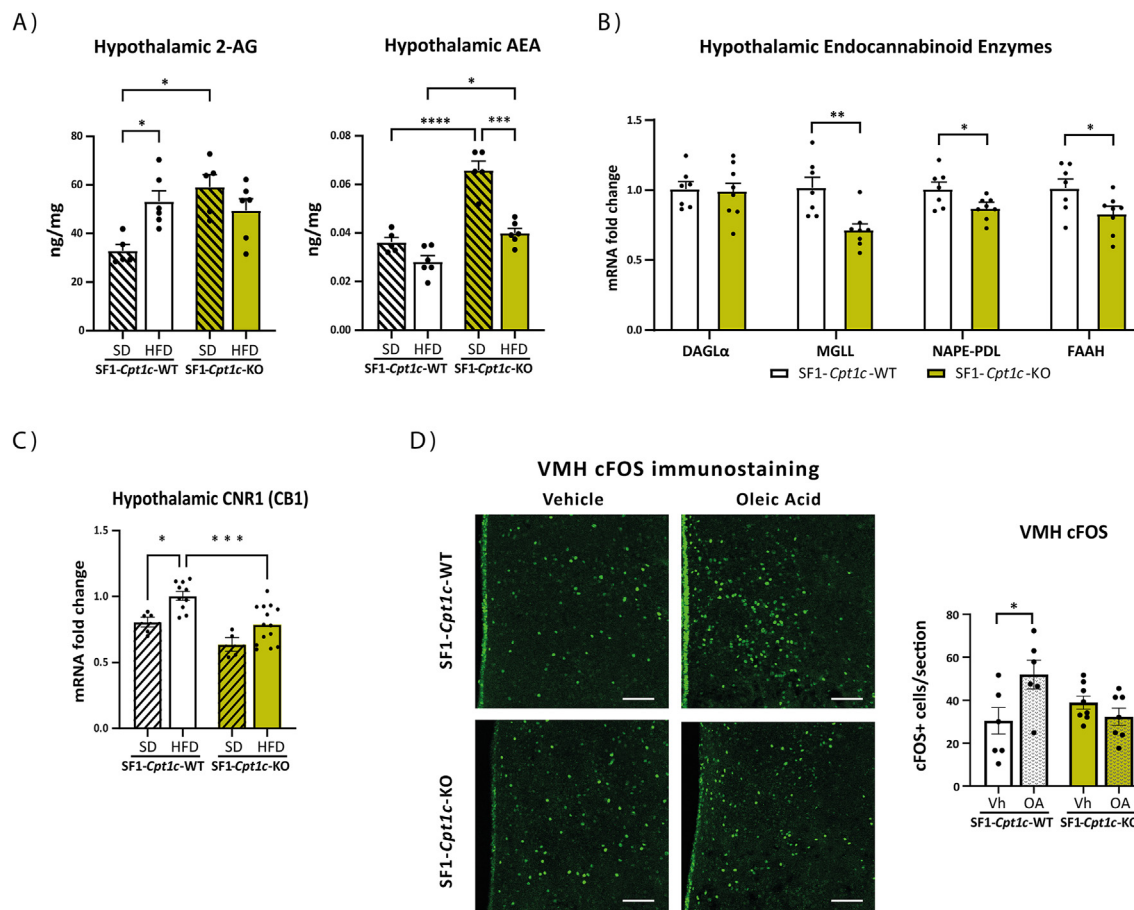 A)
Hypothalamic 2-AG
*
*
80
60
40
20
0
ng/mg
SD HFD SD HFD
SF1-Cpt1c-WT SF1-Cpt1c-KO
Hypothalamic AEA
*
**** ***
0.08
0.06
0.04
0.02
0.00
ng/mg
SD HFD SD HFD
SF1-Cpt1c-WT SF1-Cpt1c-KO
B)
Hypothalamic Endocannabinoid Enzymes
** * *
1.5
1.0
0.5
0.0
mRNA fold change
DAGLα MGLL NAPE-PDL FAAH
SF1-Cpt1c-WT SF1-Cpt1c-KO
C)
Hypothalamic CNR1 (CB1)
* ***
1.5
1.0
0.5
0.0
mRNA fold change
SD HFD SD HFD
SF1-Cpt1c-WT SF1-Cpt1c-KO
D)
VMH cFOS immunostaining
Vehicle Oleic Acid
SF1-Cpt1c-WT
SF1-Cpt1c-KO
VMH cFOS
*
80
60
40
20
0
cFOS+ cells/section
Vh OA Vh OA
SF1-Cpt1c-WT SF1-Cpt1c-KO